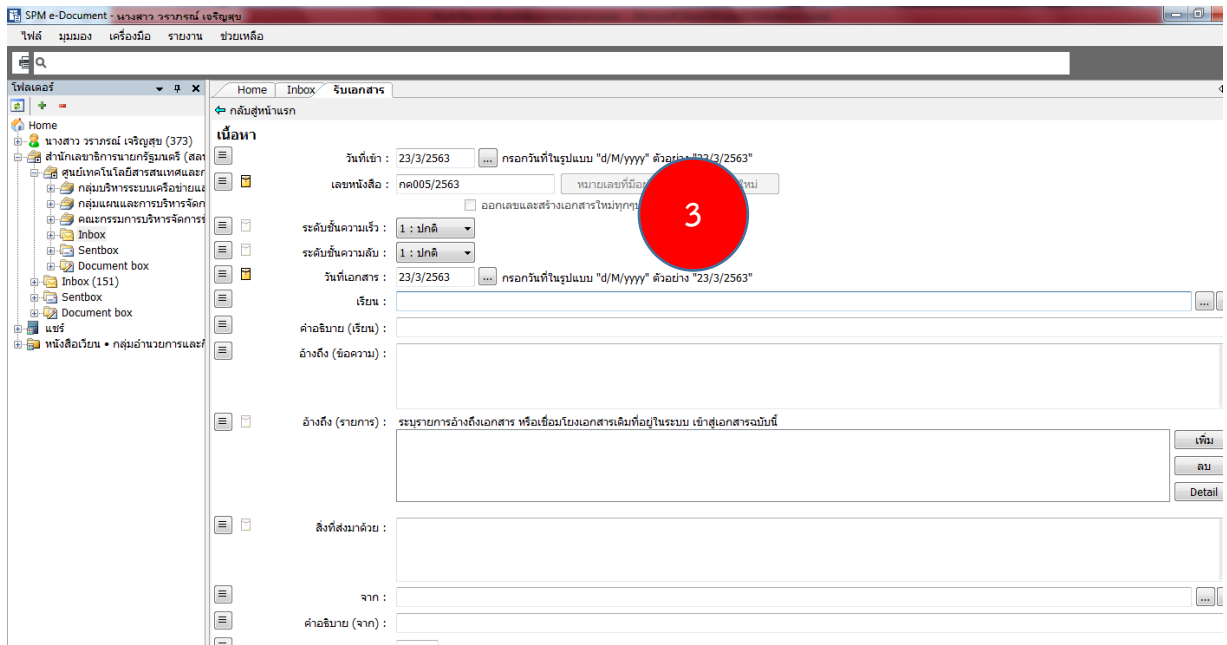 SPM e-Document - นางสาว วราภรณ์ เจริญสุข
ไฟล์ มุมมอง เครื่องมือ รายงาน ช่วยเหลือ
โฟลเดอร์
Home Inbox รับเอกสาร
กลับสู่หน้าแรก
Home
นางสาว วราภรณ์ เจริญสุข (373)
สำนักเลขาธิการนายกรัฐมนตรี (สลน
ศูนย์เทคโนโลยีสารสนเทศและก
กลุ่มบริหารระบบเครือข่ายและ
กลุ่มแผนและการบริหารจัดก
คณะกรรมการบริหารจัดการข่
Inbox
Sentbox
Document box
Inbox (151)
Sentbox
Document box
แชร์
หนังสือเวียน • กลุ่มอำนวยการและ
เนื้อหา
วันที่เข้า : 23/3/2563 ... กรอกวันที่ในรูปแบบ "d/M/yyyy" ตัวอย่าง "23/3/2563"
เลขหนังสือ : กค005/2563 หมายเลขที่มีอยู่ ใหม่
ออกเลขและสร้างเอกสารใหม่ทุกๆ
3
ระดับชั้นความเร็ว : 1 : ปกติ
ระดับชั้นความลับ : 1 : ปกติ
วันที่เอกสาร : 23/3/2563 ... กรอกวันที่ในรูปแบบ "d/M/yyyy" ตัวอย่าง "23/3/2563"
เรียน : ...
คำอธิบาย (เรียน) :
อ้างถึง (ข้อความ) :
อ้างถึง (รายการ) : ระบุรายการอ้างถึงเอกสาร หรือเชื่อมโยงเอกสารเดิมที่อยู่ในระบบ เข้าสู่เอกสารฉบับนี้
เพิ่ม
ลบ
Detail
สิ่งที่ส่งมาด้วย :
จาก : ...
คำอธิบาย (จาก) :